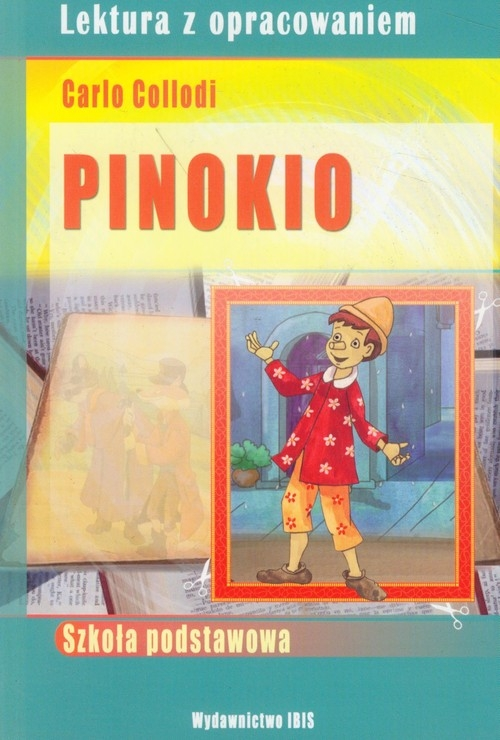 Lektura z opracowaniem
Carlo Collodi
PINOKIO
Szkoła podstawowa
Wydawnictwo IBIS